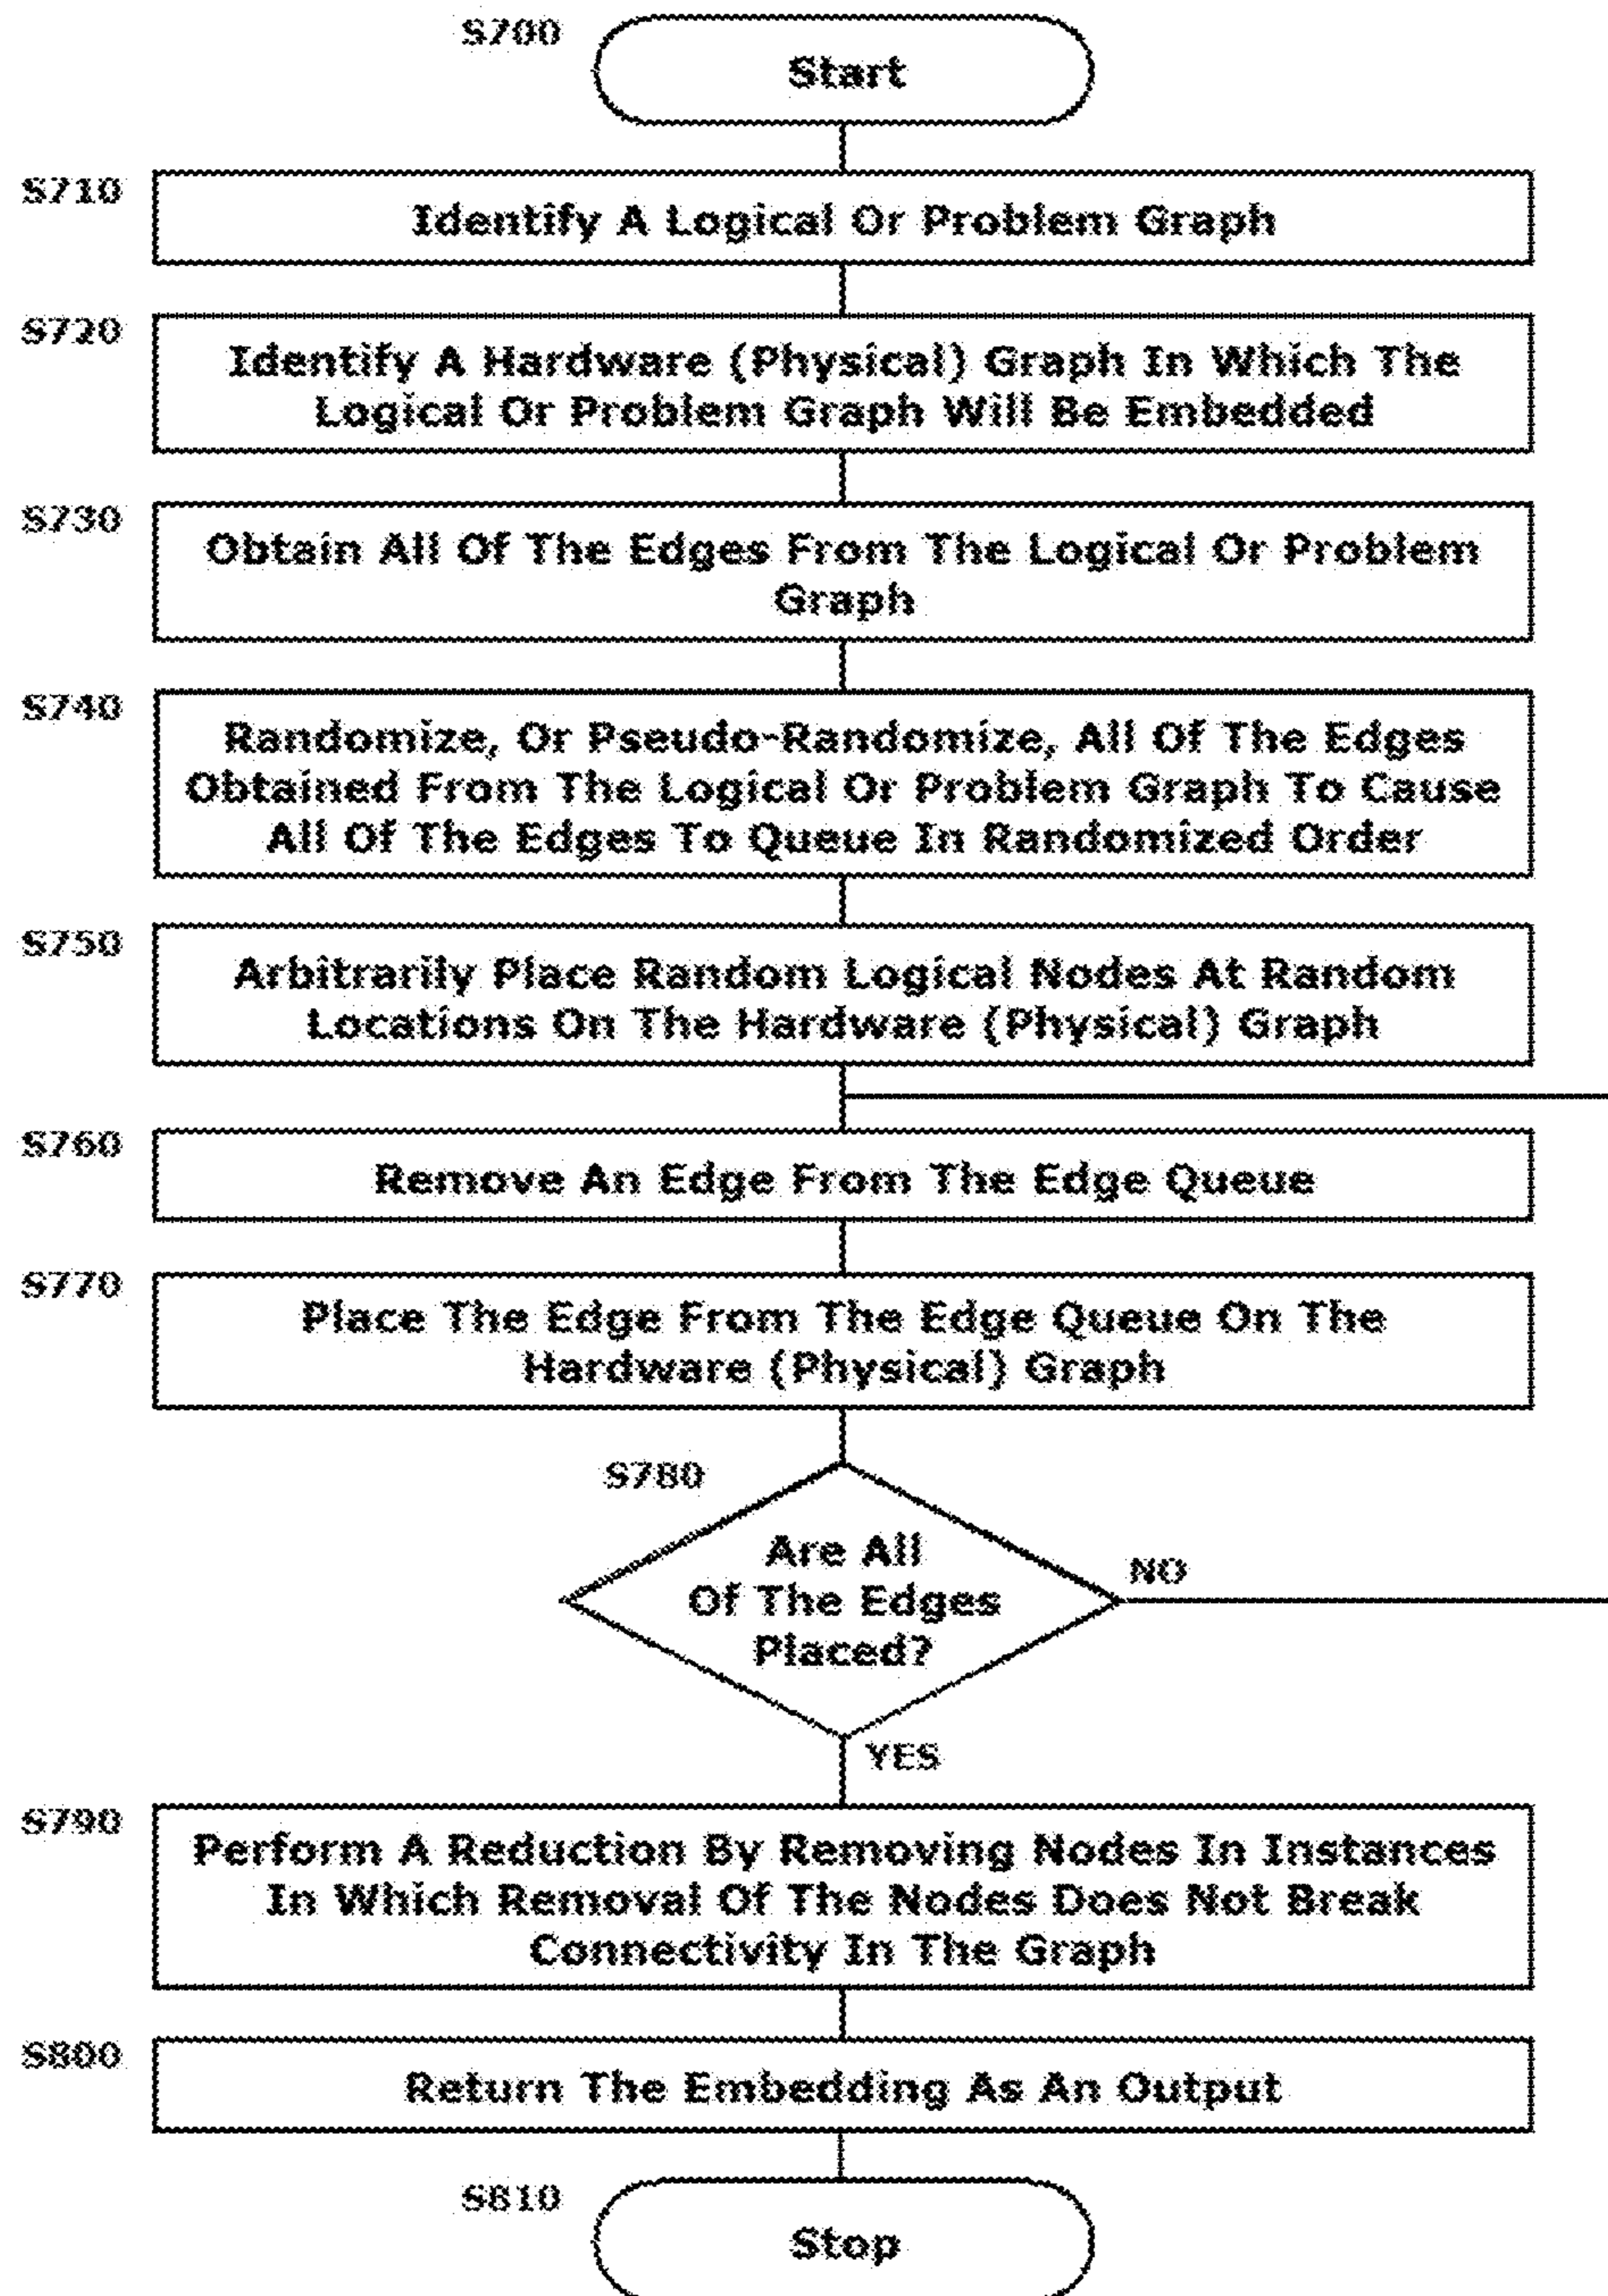 S700
Start
S710
Identify A Logical Or Problem Graph
S720
Identify A Hardware (Physical) Graph In Which The
Logical Or Problem Graph Will Be Embedded
S730
Obtain All Of The Edges From The Logical Or Problem
Graph
S740
Randomize, Or Pseudo-Randomize, All Of The Edges
Obtained From The Logical Or Problem Graph To Cause
All Of The Edges To Queue In Randomized Order
S750
Arbitrarily Place Random Logical Nodes At Random
Locations On The Hardware (Physical) Graph
S760
Remove An Edge From The Edge Queue
S770
Place The Edge From The Edge Queue On The
Hardware (Physical) Graph
S780
Are All
Of The Edges
Placed?
NO
YES
S790
Perform A Reduction By Removing Nodes In Instances
In Which Removal Of The Nodes Does Not Break
Connectivity In The Graph
S800
Return The Embedding As An Output
S810
Stop